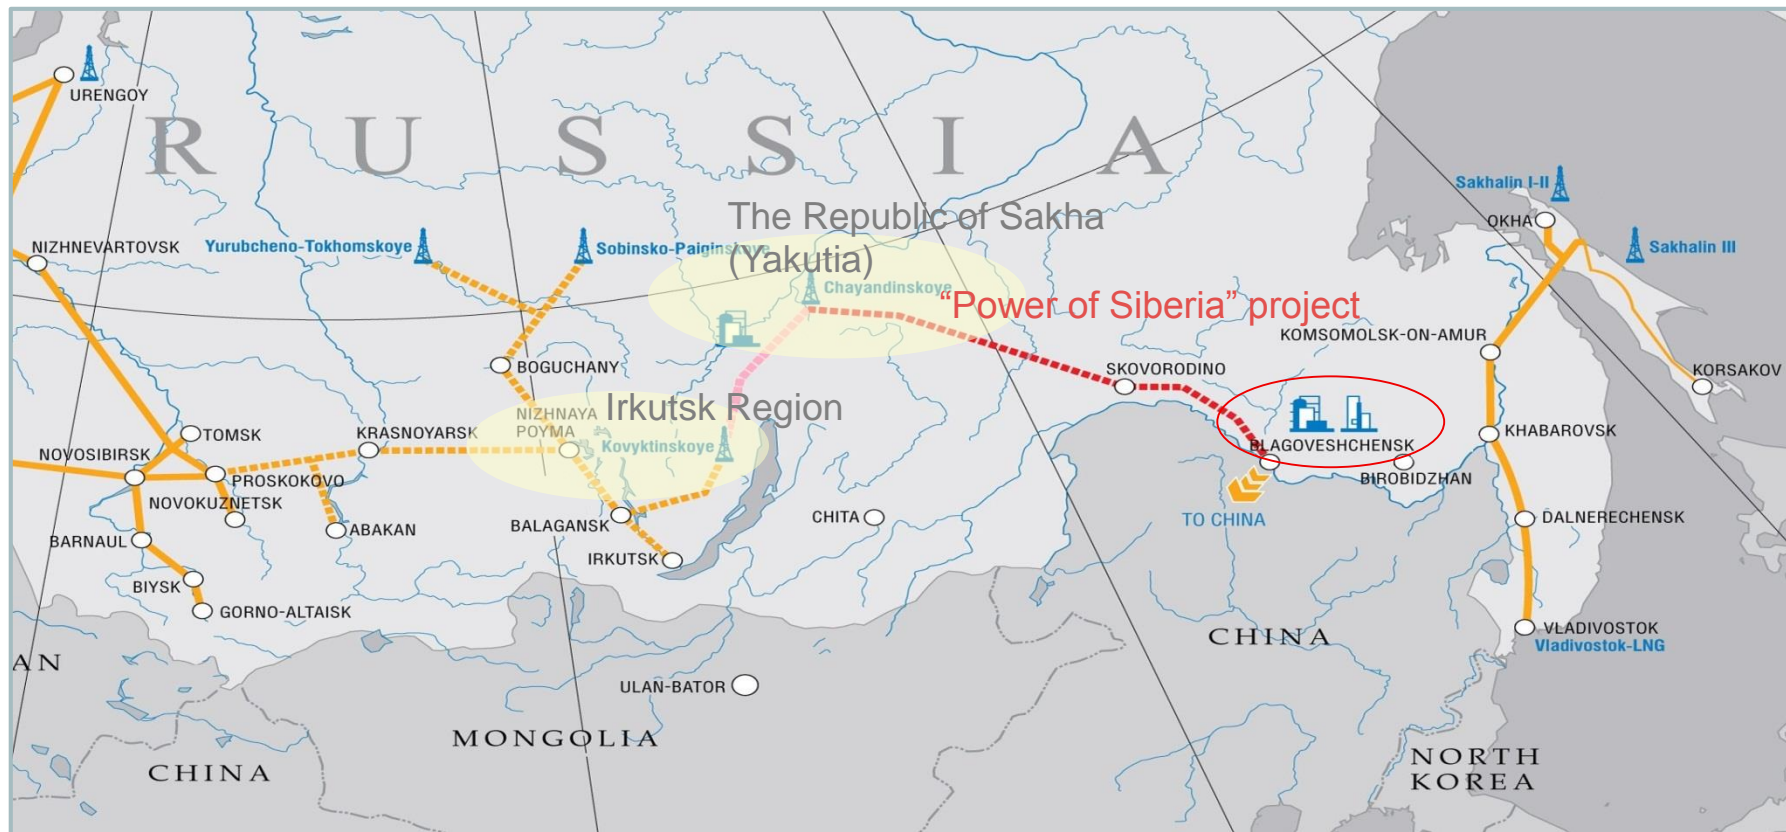 URENGOY
RUSSIA
Sakhalin I-II
OKHA
Sakhalin III
The Republic of Sakha
(Yakutia)
NIZHNEVARTOVSK
Yurubcheno-Tokhomskoye
Sobinsko-Paiginskoye
Chayandinskoye
“Power of Siberia” project
KOMSOMOLSK-ON-AMUR
BOGUCHANY
SKOVORODINO
KORSAKOV
Irkutsk Region
NIZHNAYA
POYMA
TOMSK
KRASNOYARSK
KHABAROVSK
NOVOSIBIRSK
Kovyktinskoye
BLAGOVESHCHENSK
PROSKOKOVO
BIROBIDZHAN
NOVOKUZNETSK
BALAGANSK
CHITA
TO CHINA
DALNERECHENSK
ABAKAN
BARNAUL
IRKUTSK
BIYSK
GORNO-ALTAISK
CHINA
VLADIVOSTOK
Vladivostok-LNG
AN
ULAN-BATOR
MONGOLIA
CHINA
NORTH
KOREA